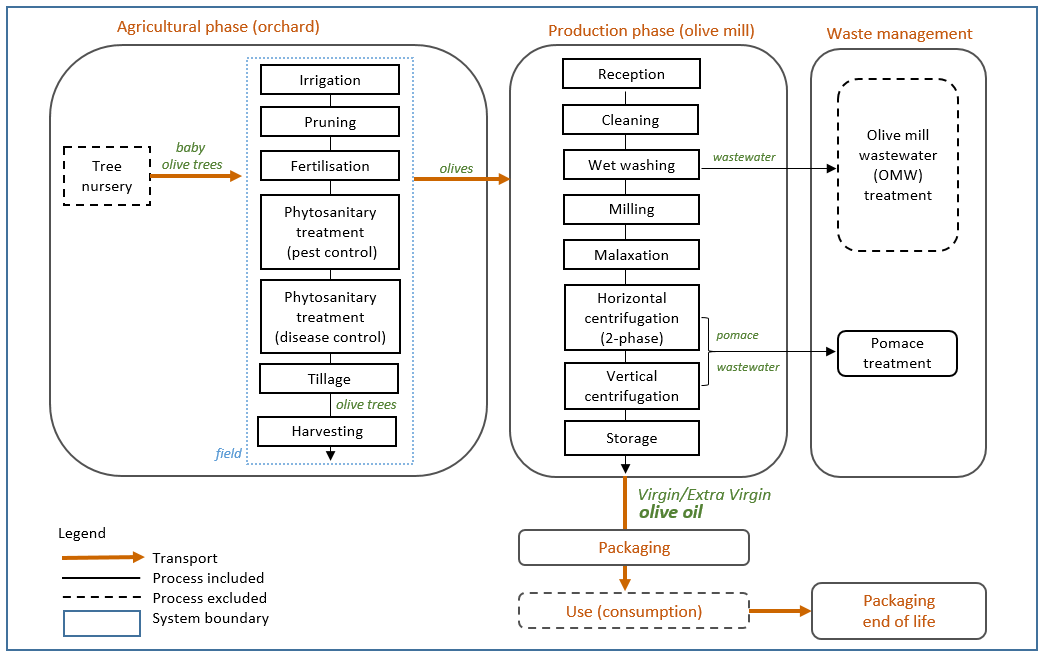 Agricultural phase (orchard)
Tree
nursery
baby
olive trees
Irrigation
Pruning
Fertilisation
Phytosanitary
treatment
(pest control)
Phytosanitary
treatment
(disease control)
Tillage
olive trees
Harvesting
field
olives
Production phase (olive mill)
Reception
Cleaning
Wet washing
Milling
Malaxation
Horizontal
centrifugation
(2-phase)
Vertical
centrifugation
Storage
wastewater
pomace
wastewater
Waste management
Olive mill
wastewater
(OMW)
treatment
Pomace
treatment
Virgin/Extra Virgin
olive oil
Packaging
Use (consumption)
Packaging
end of life
Legend
Transport
Process included
Process excluded
System boundary